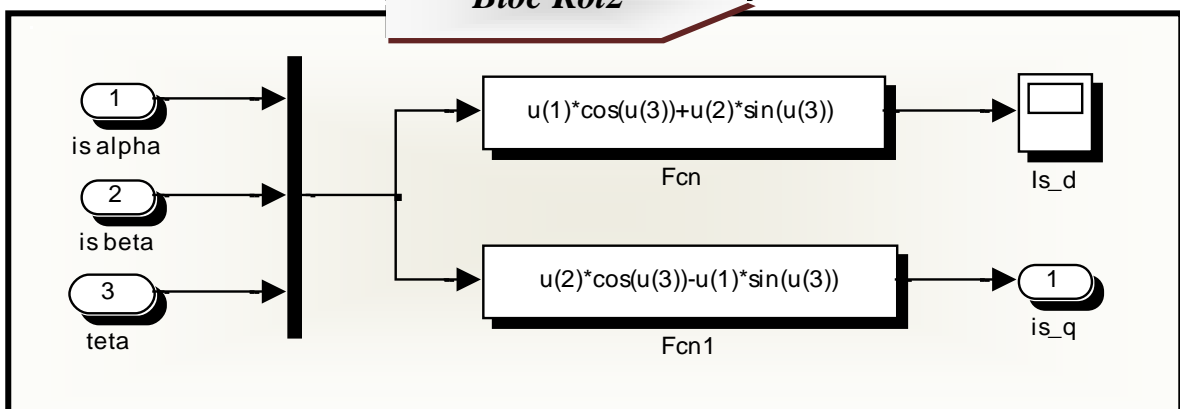 Bloc Rot2
1
is alpha
2
is beta
3
teta
u(1)*cos(u(3))+u(2)*sin(u(3))
Fcn
Is_d
u(2)*cos(u(3))-u(1)*sin(u(3))
Fcn1
1
is_q